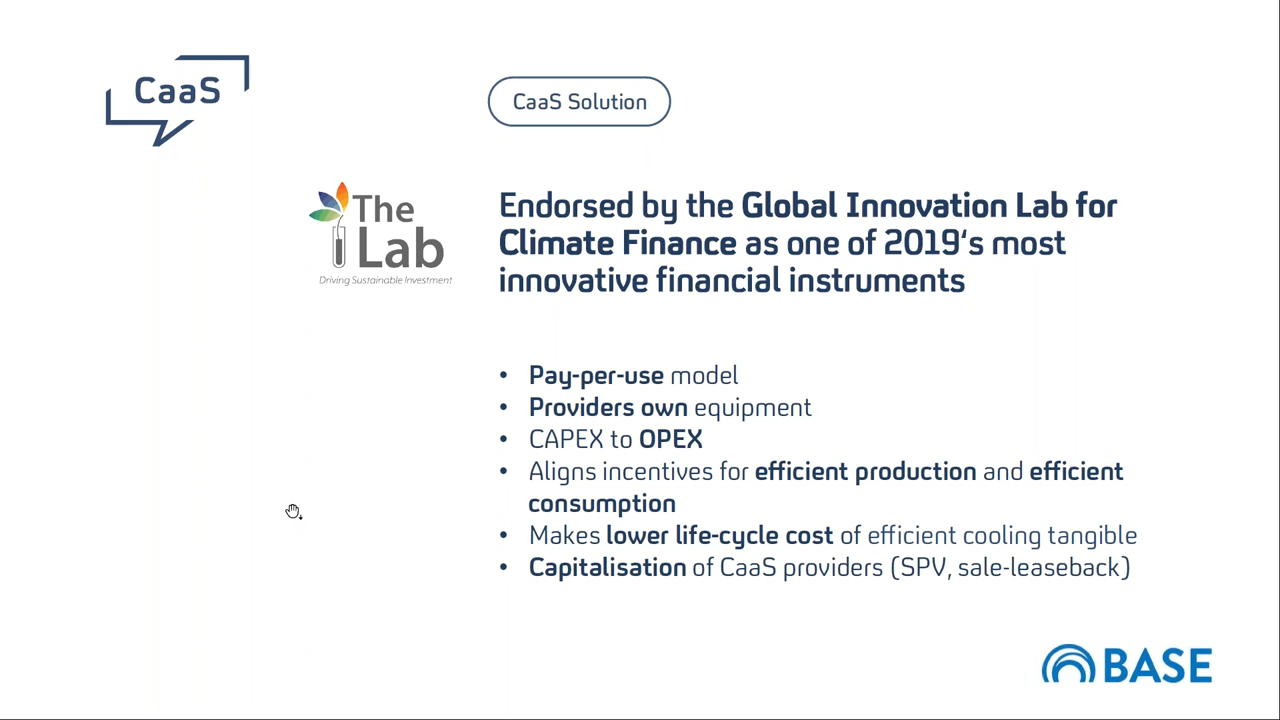 CaaS
CaaS Solution
The
Lab
Driving Sustainable Investment
Endorsed by the Global Innovation Lab for
Climate Finance as one of 2019‘s most
innovative financial instruments
• Pay-per-use model
• Providers own equipment
• CAPEX to OPEX
• Aligns incentives for efficient production and efficient
consumption
• Makes lower life-cycle cost of efficient cooling tangible
• Capitalisation of CaaS providers (SPV, sale-leaseback)
BASE